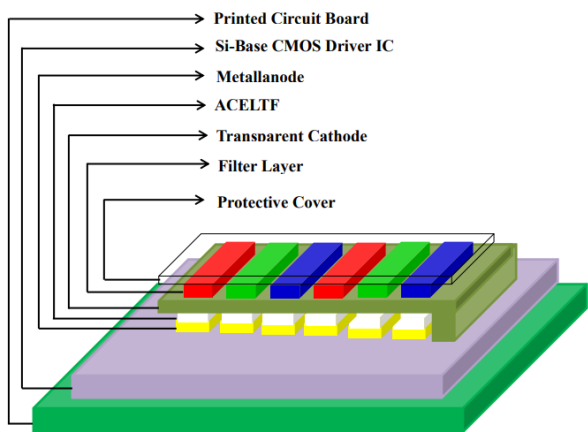 Printed Circuit Board
Si-Base CMOS Driver IC
Metallanode
ACELTF
Transparent Cathode
Filter Layer
Protective Cover